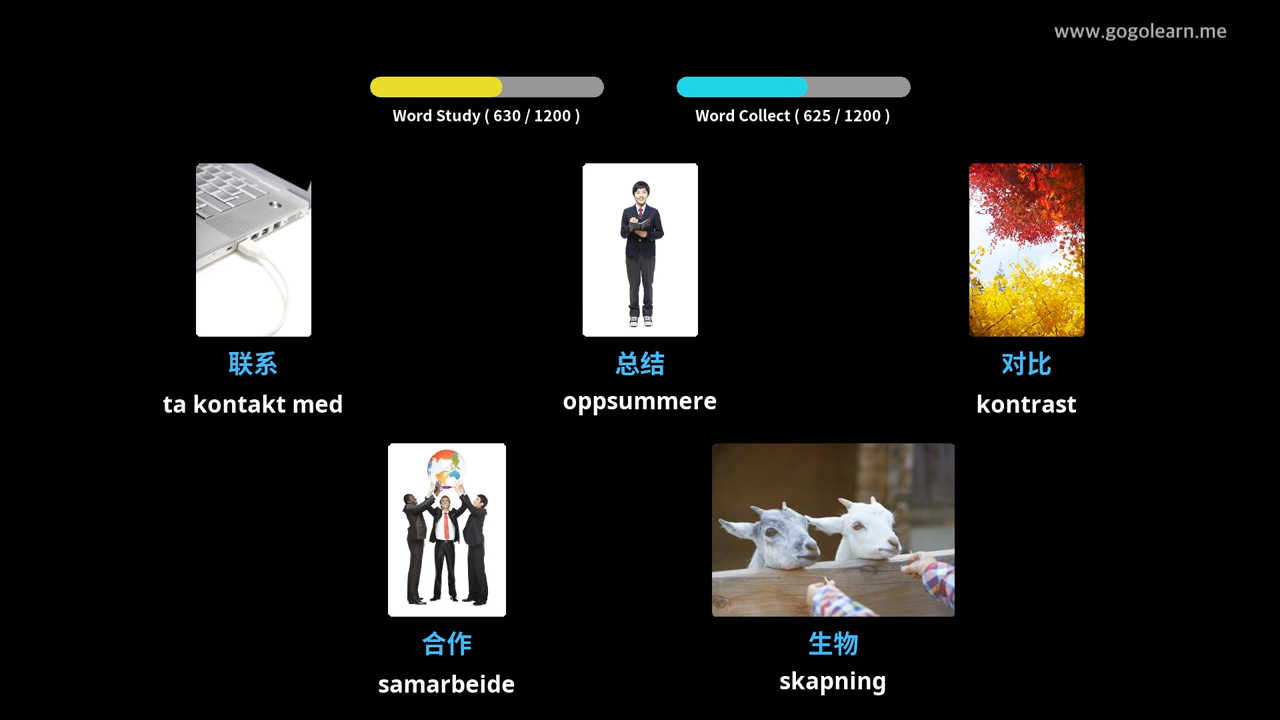 www.gogolearn.me
Word Study ( 630 / 1200 )
Word Collect ( 625 / 1200 )
联系
总结
对比
ta kontakt med
oppsummere
kontrast
合作
生物
samarbeide
skapning